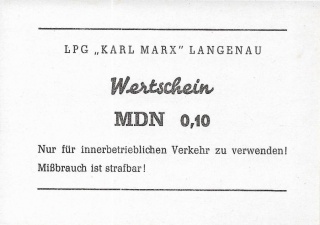 LPG „KARL MARX“ LANGENAU
Wertschein
MDN 0,10
Nur für innerbetrieblichen Verkehr zu verwenden!
Mißbrauch ist strafbar!